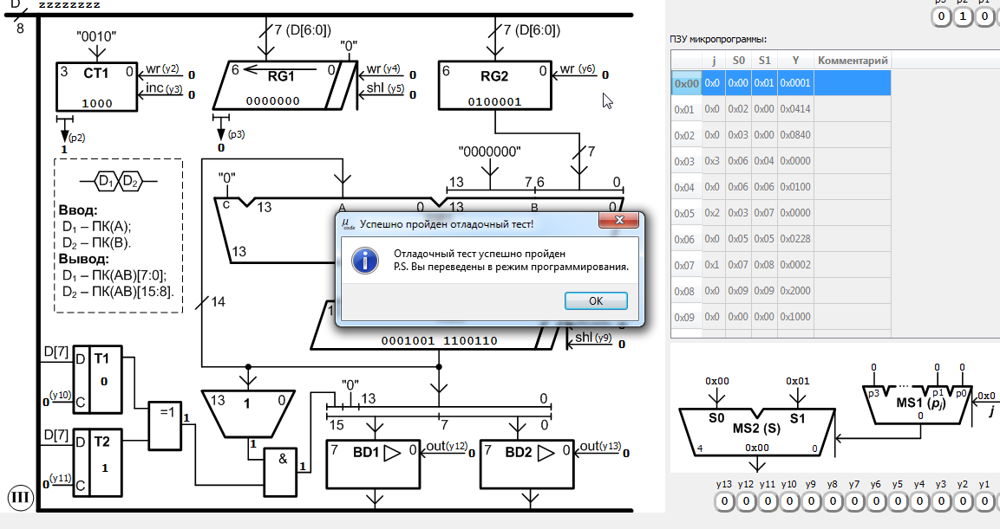 D zzzzzzzz
8
"0010"
3 CT1 0
1000
wr (y2) 0
inc (y3) 0
(p2)
1
7 (D[6:0])
"0"
6 0
RG1
0000000
wr (y4) 0
shl (y5) 0
(p3)
0
7 (D[6:0])
6 0
RG2
0100001
wr (y6) 0
"0000000"
7
13 7 6 0
"0"
C 13 A 0 13 B 0
13
D1 D2
Ввод:
D1 – ПК(A);
D2 – ПК(B).
Вывод:
D1 – ПК(AB)[7:0];
D2 – ПК(AB)[15:8].
14
μcode Успешно пройден отладочный тест!
Отладочный тест успешно пройден
P.S. Вы переведены в режим программирования.
OK
0001001 1100110
shl (y9) 0
D[7] D T1
0
0 (y10) C
D[7] D T2
1
0 (y11) C
=1 1
13 1 0
1
& 1
"0" 13 0
15 7 0
7 BD1 0 out(y12) 0
7 BD2 0 out(y13) 0
III
p3 p2 p1
0 1 0
ПЗУ микропрограммы:
j S0 S1 Y Комментарий
0x00 0x0 0x00 0x01 0x0001
0x01 0x0 0x02 0x00 0x0414
0x02 0x0 0x03 0x00 0x0840
0x03 0x3 0x06 0x04 0x0000
0x04 0x0 0x06 0x06 0x0100
0x05 0x2 0x03 0x07 0x0000
0x06 0x0 0x05 0x05 0x0228
0x07 0x1 0x07 0x08 0x0002
0x08 0x0 0x09 0x09 0x2000
0x09 0x0 0x00 0x00 0x1000
0x00 0x01
S0 S1
MS2 (S)
4 0x00 0
0 0 0
p3 ... p1 p0
MS1 (pj)
0
0x0
j
y13 y12 y11 y10 y9 y8 y7 y6 y5 y4 y3 y2 y1
0 0 0 0 0 0 0 0 0 0 0 0 0